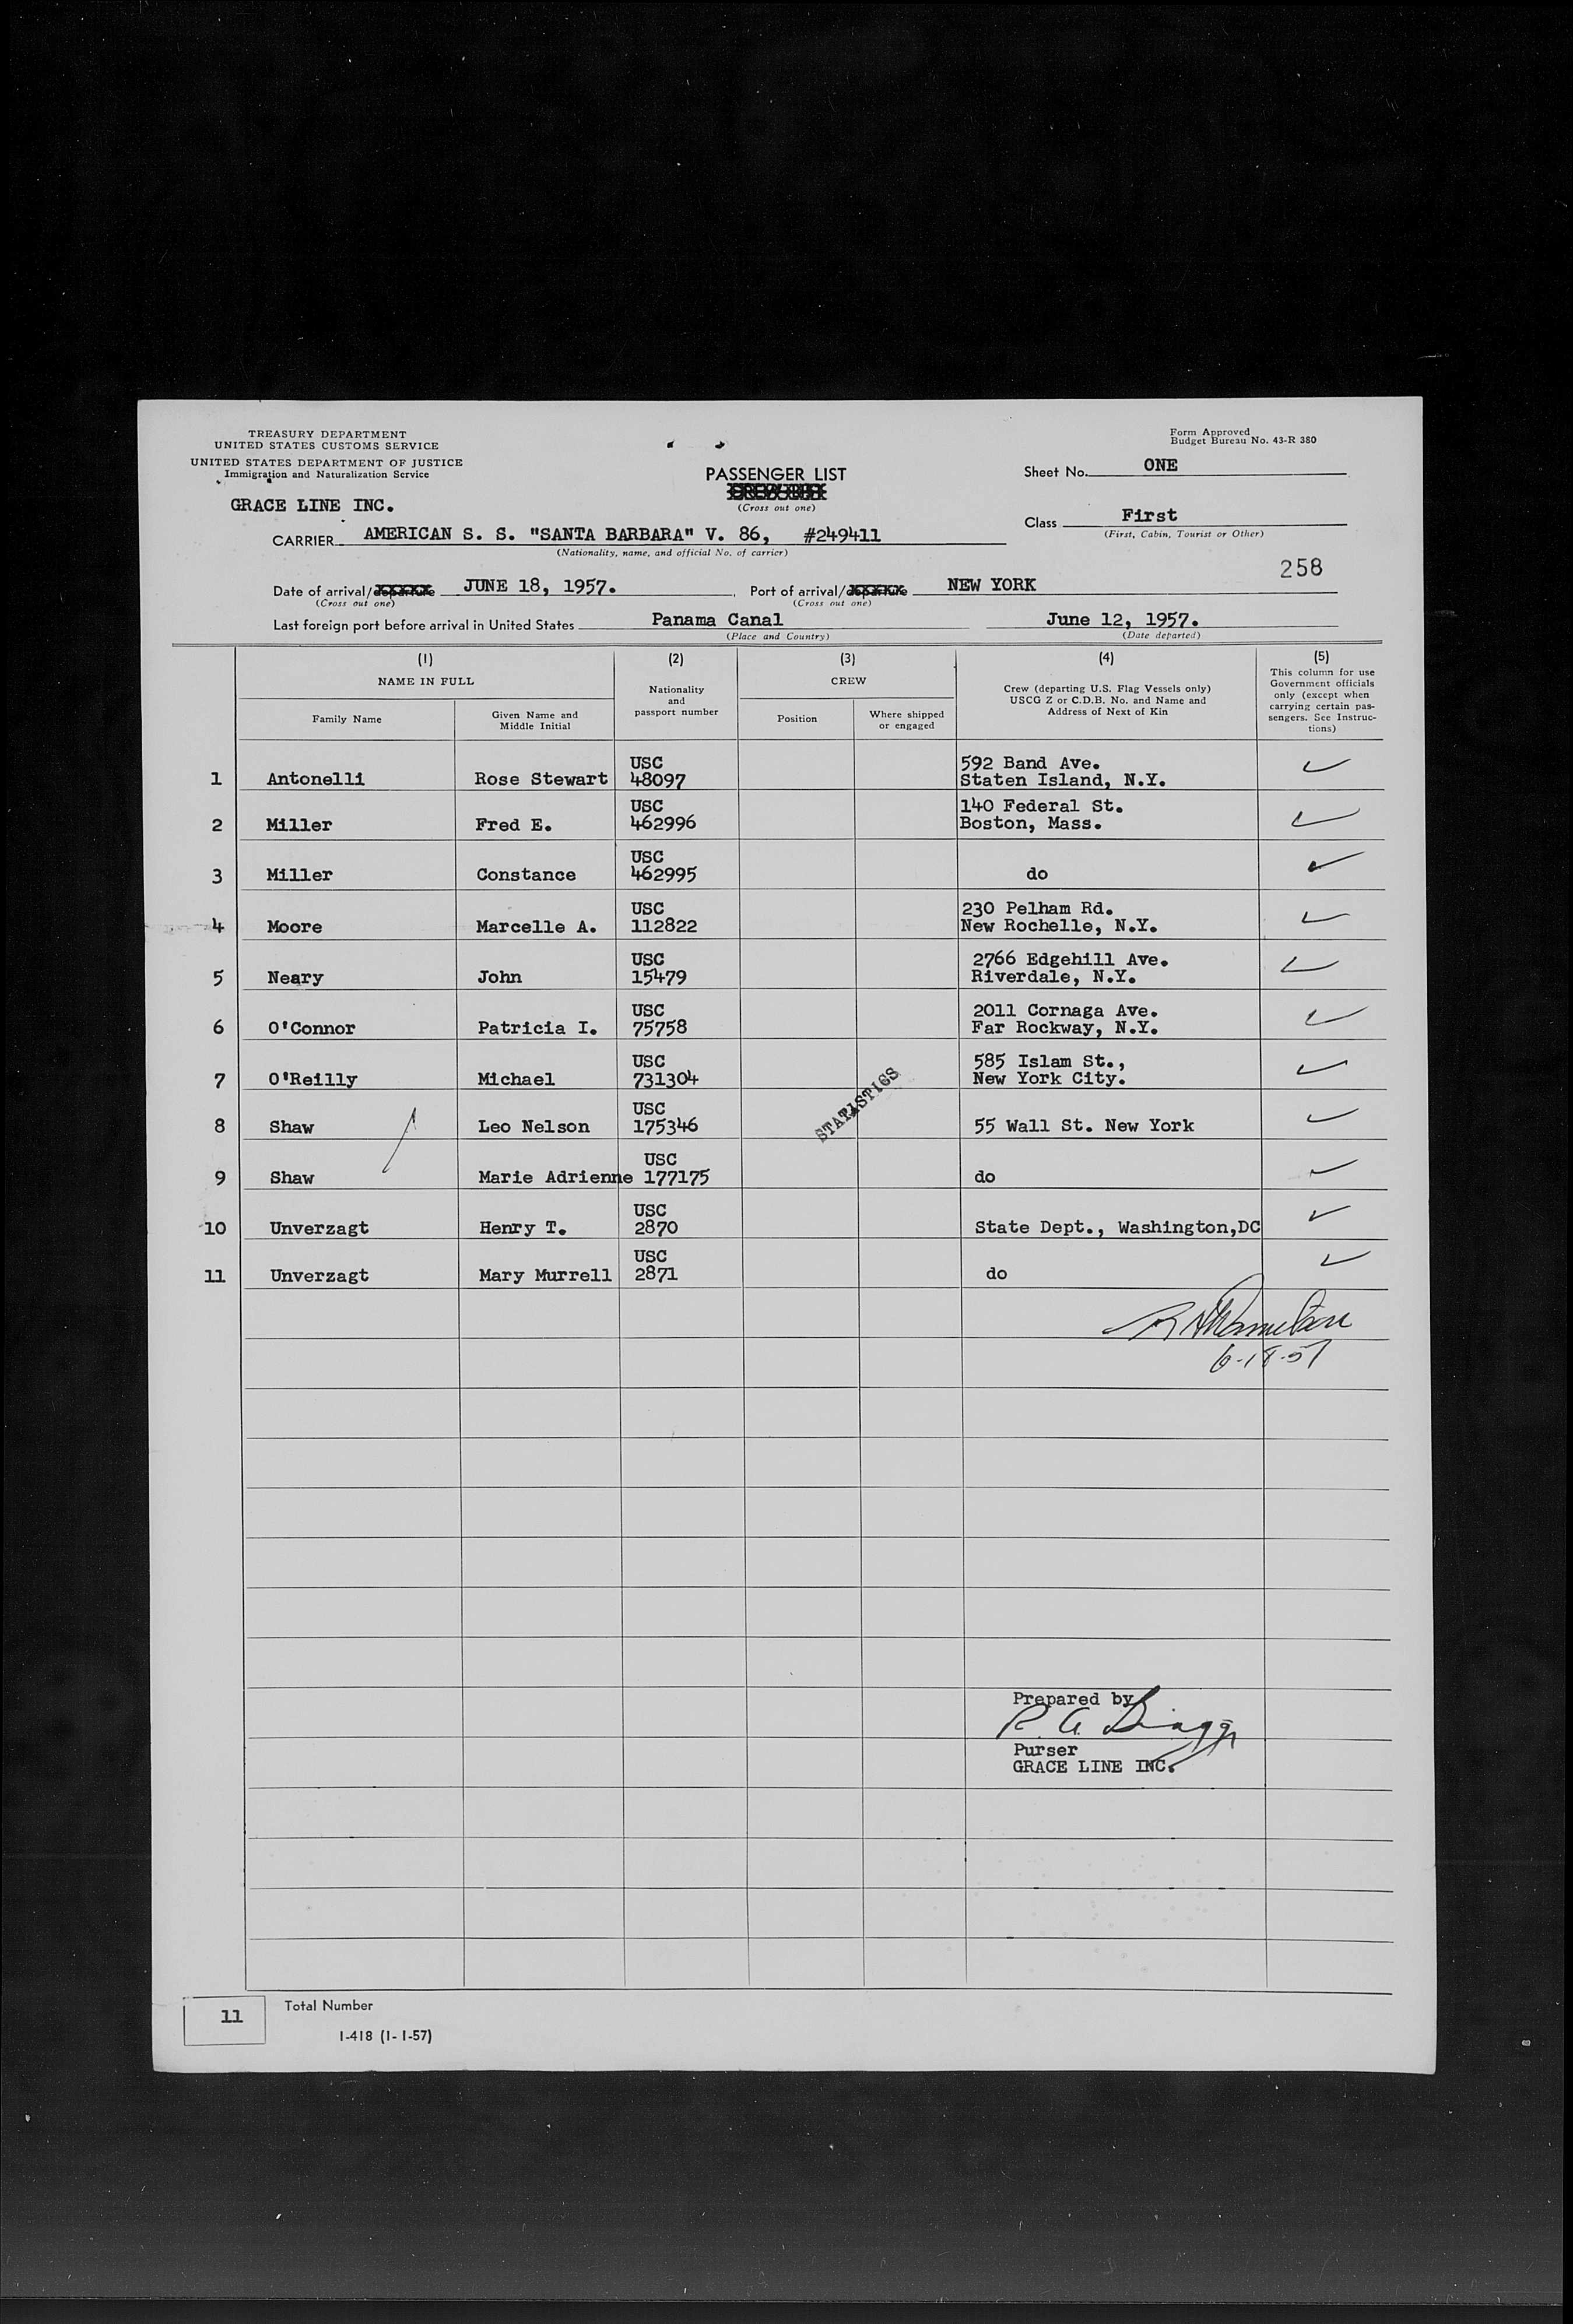 TREASURY DEPARTMENT
UNITED STATES CUSTOMS SERVICE
UNITED STATES DEPARTMENT OF JUSTICE
Immigration and Naturalization Service
Form Approved
Budget Bureau No. 43-R 380
PASSENGER LIST
(Cross out one)
Sheet No. ONE
GRACE LINE INC.
Class First
(First, Cabin, Tourist or Other)
CARRIER AMERICAN S. S. "SANTA BARBARA" V. 86, #249411
(Nationality, name, and official No. of carrier)
258
Date of arrival/departure JUNE 18, 1957. Port of arrival/departure NEW YORK
(Cross out one) (Cross out one)
Last foreign port before arrival in United States Panama Canal June 12, 1957.
(Place and Country) (Date departed)
(1) (2) (3) (4) (5)
NAME IN FULL
Family Name
Given Name and
Middle Initial
Nationality
and
passport number
CREW
Position
Where shipped
or engaged
Crew (departing U.S. Flag Vessels only)
USCG Z or C.D.B. No. and Name and
Address of Next of Kin
This column for use
Government officials
only (except when
carrying certain pas-
sengers. See Instruc-
tions)
USC 592 Band Ave.
1 Antonelli Rose Stewart 48097 Staten Island, N.Y.
USC 140 Federal St.
2 Miller Fred E. 462996 Boston, Mass.
USC
3 Miller Constance 462995 do
USC 230 Pelham Rd.
4 Moore Marcelle A. 112822 New Rochelle, N.Y.
USC 2766 Edgehill Ave.
5 Neary John 15479 Riverdale, N.Y.
USC 2011 Cornaga Ave.
6 O'Connor Patricia I. 75758 Far Rockway, N.Y.
USC 585 Islam St.,
7 O'Reilly Michael 731304 New York City.
STATISTICS
USC
8 Shaw Leo Nelson 175346 55 Wall St. New York
USC
9 Shaw Marie Adrienne 177175 do
USC
10 Unverzagt Henry T. 2870 State Dept., Washington,DC
USC
11 Unverzagt Mary Murrell 2871 do
6-18-57
Prepared by
Purser
GRACE LINE INC.
11 Total Number
I-418 (1-1-57)